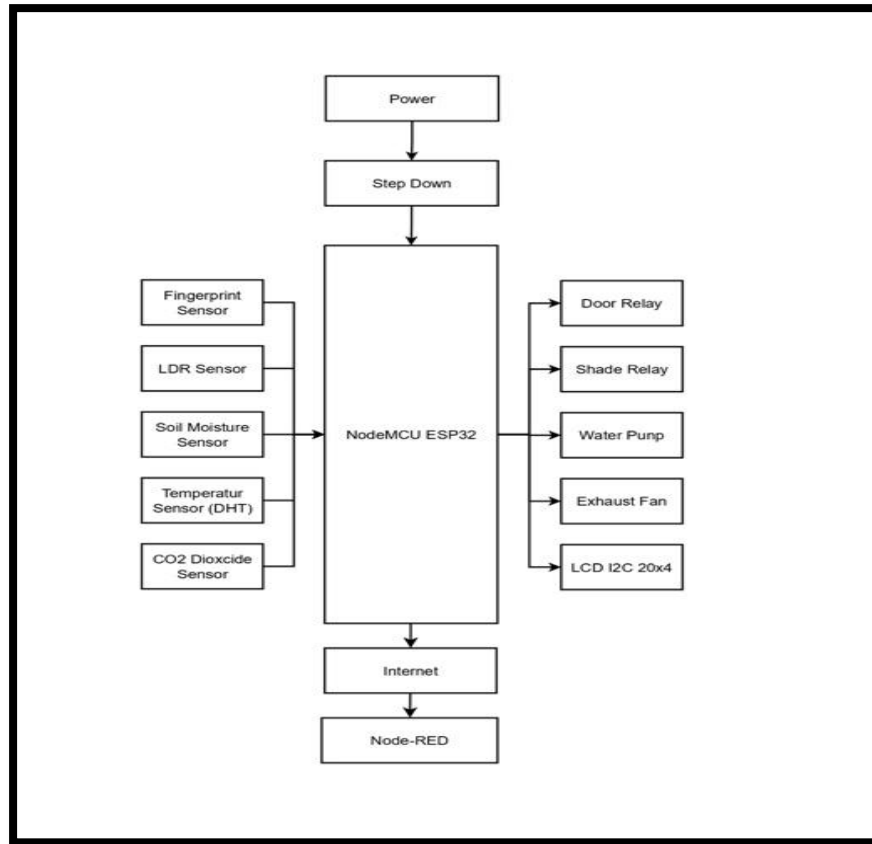 Power
Step Down
Fingerprint
Sensor
LDR Sensor
Soil Moisture
Sensor
Temperatur
Sensor (DHT)
CO2 Dioxcide
Sensor
NodeMCU ESP32
Door Relay
Shade Relay
Water Punp
Exhaust Fan
LCD I2C 20x4
Internet
Node-RED